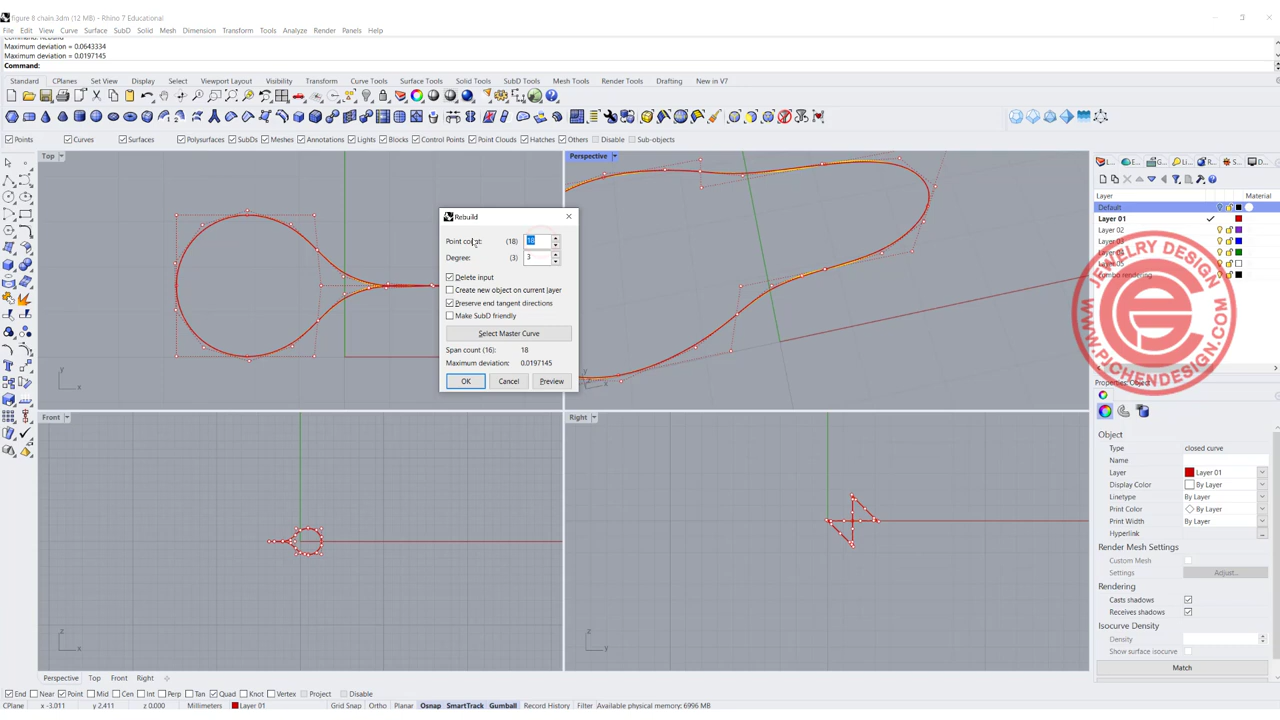 figure 8 chain.3dm (12 MB) - Rhino 7 Educational
File Edit View Curve Surface SubD Solid Mesh Dimension Transform Tools Analyze Render Panels Help
Maximum deviation = 0.0643334
Maximum deviation = 0.0197145
Command:
Standard CPlanes Set View Display Select Viewport Layout Visibility Transform Curve Tools Surface Tools Solid Tools SubD Tools Mesh Tools Render Tools Drafting New in V7
Points Curves Surfaces Polysurfaces SubDs Meshes Annotations Lights Blocks Control Points Point Clouds Hatches Others Disable Sub-objects
Top
Perspective
Layer Material
Default
Layer 01
Layer 02
Combo rendering
JEWELRY DESIGN
WWW.PJCHENDESIGN.COM
Rebuild
Point count: (18) 18
Degree: (3) 3
Delete input
Create new object on current layer
Preserve end tangent directions
Make SubD friendly
Select Master Curve
Span count (16): 18
Maximum deviation: 0.0197145
OK Cancel Preview
y
x
y
x
Properties: Object
Front
Right
Object
Type closed curve
Name
Layer Layer 01
Display Color By Layer
Linetype By Layer
Print Color By Layer
Print Width By Layer
Hyperlink ...
Render Mesh Settings
Custom Mesh
Settings Adjust...
Rendering
Casts shadows
Receives shadows
Isocurve Density
Density
Show surface isocurve
Match
z
x
z
y
Perspective Top Front Right
End Near Point Mid Cen Int Perp Tan Quad Knot Vertex Project Disable
CPlane x -3.011 y 2.411 z 0.000 Millimeters Layer 01 Grid Snap Ortho Planar Osnap SmartTrack Gumball Record History Filter Available physical memory: 6996 MB